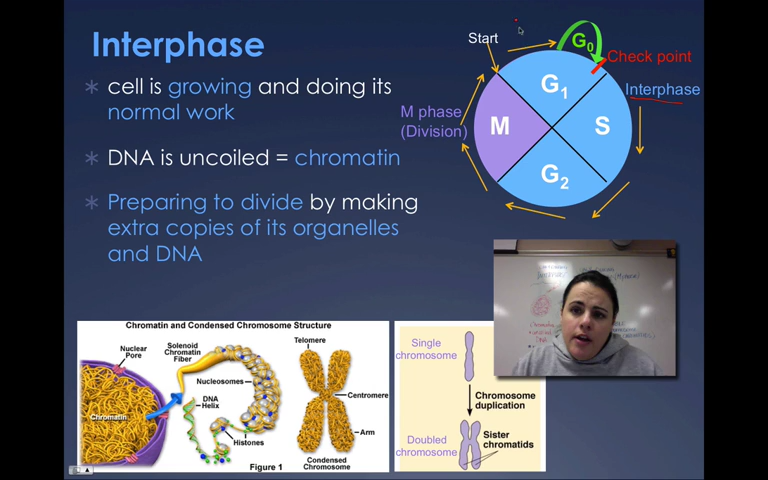 Interphase
cell is growing and doing its
normal work
DNA is uncoiled = chromatin
Preparing to divide by making
extra copies of its organelles
and DNA
Start
G₀
Check point
Interphase
G₁
M phase
(Division)
M
S
G₂
Chromatin and Condensed Chromosome Structure
Nuclear
Pore
Solenoid
Chromatin
Fiber
Telomere
Nucleosomes
DNA
Helix
Chromatin
Centromere
Histones
Arm
Figure 1
Condensed
Chromosome
Single
chromosome
Chromosome
duplication
Doubled
chromosome
Sister
chromatids